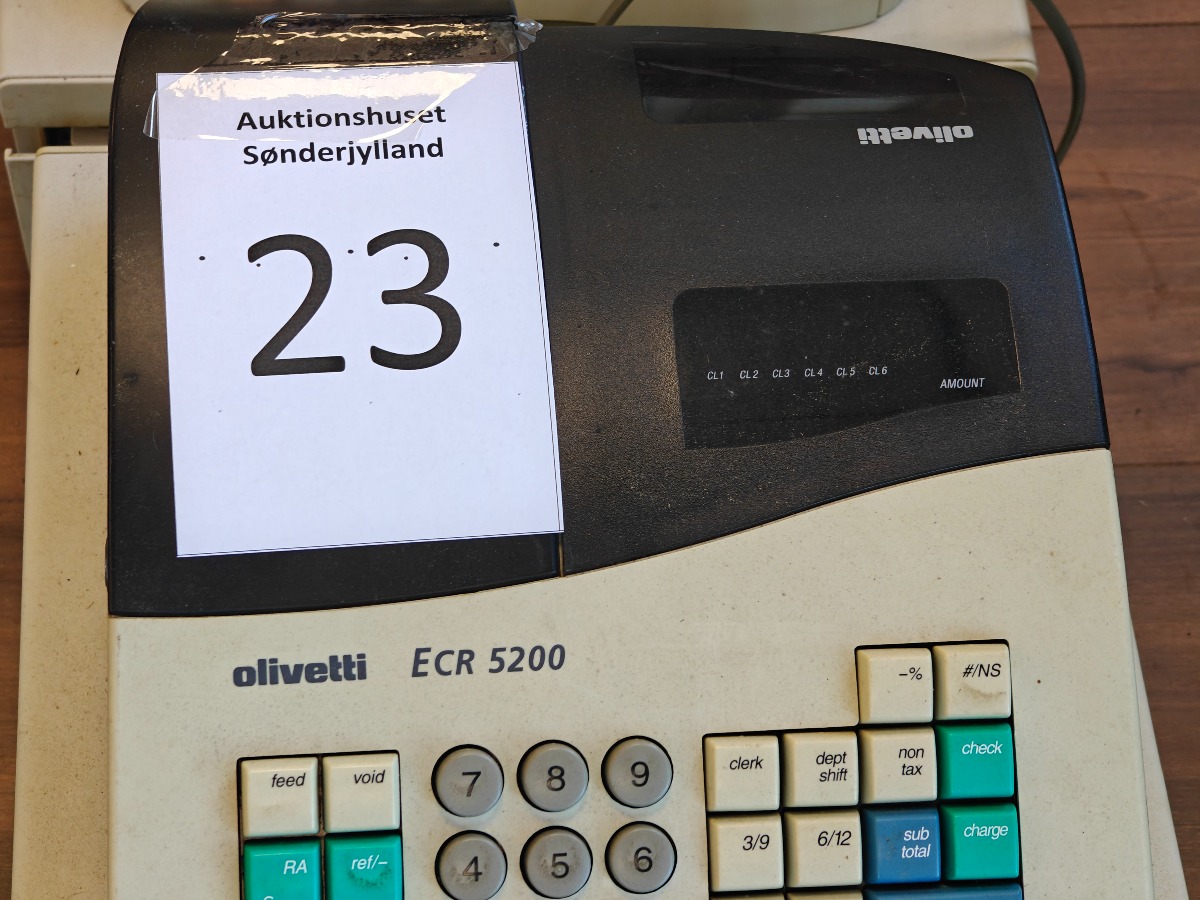 Auktionshuset
Sønderjylland
23
olivetti
CL1 CL2 CL3 CL4 CL5 CL6
AMOUNT
olivetti ECR 5200
-% #/NS
feed void
7 8 9
clerk
dept
shift
non
tax
check
RA ref/-
4 5 6
3/9 6/12
sub
total
charge